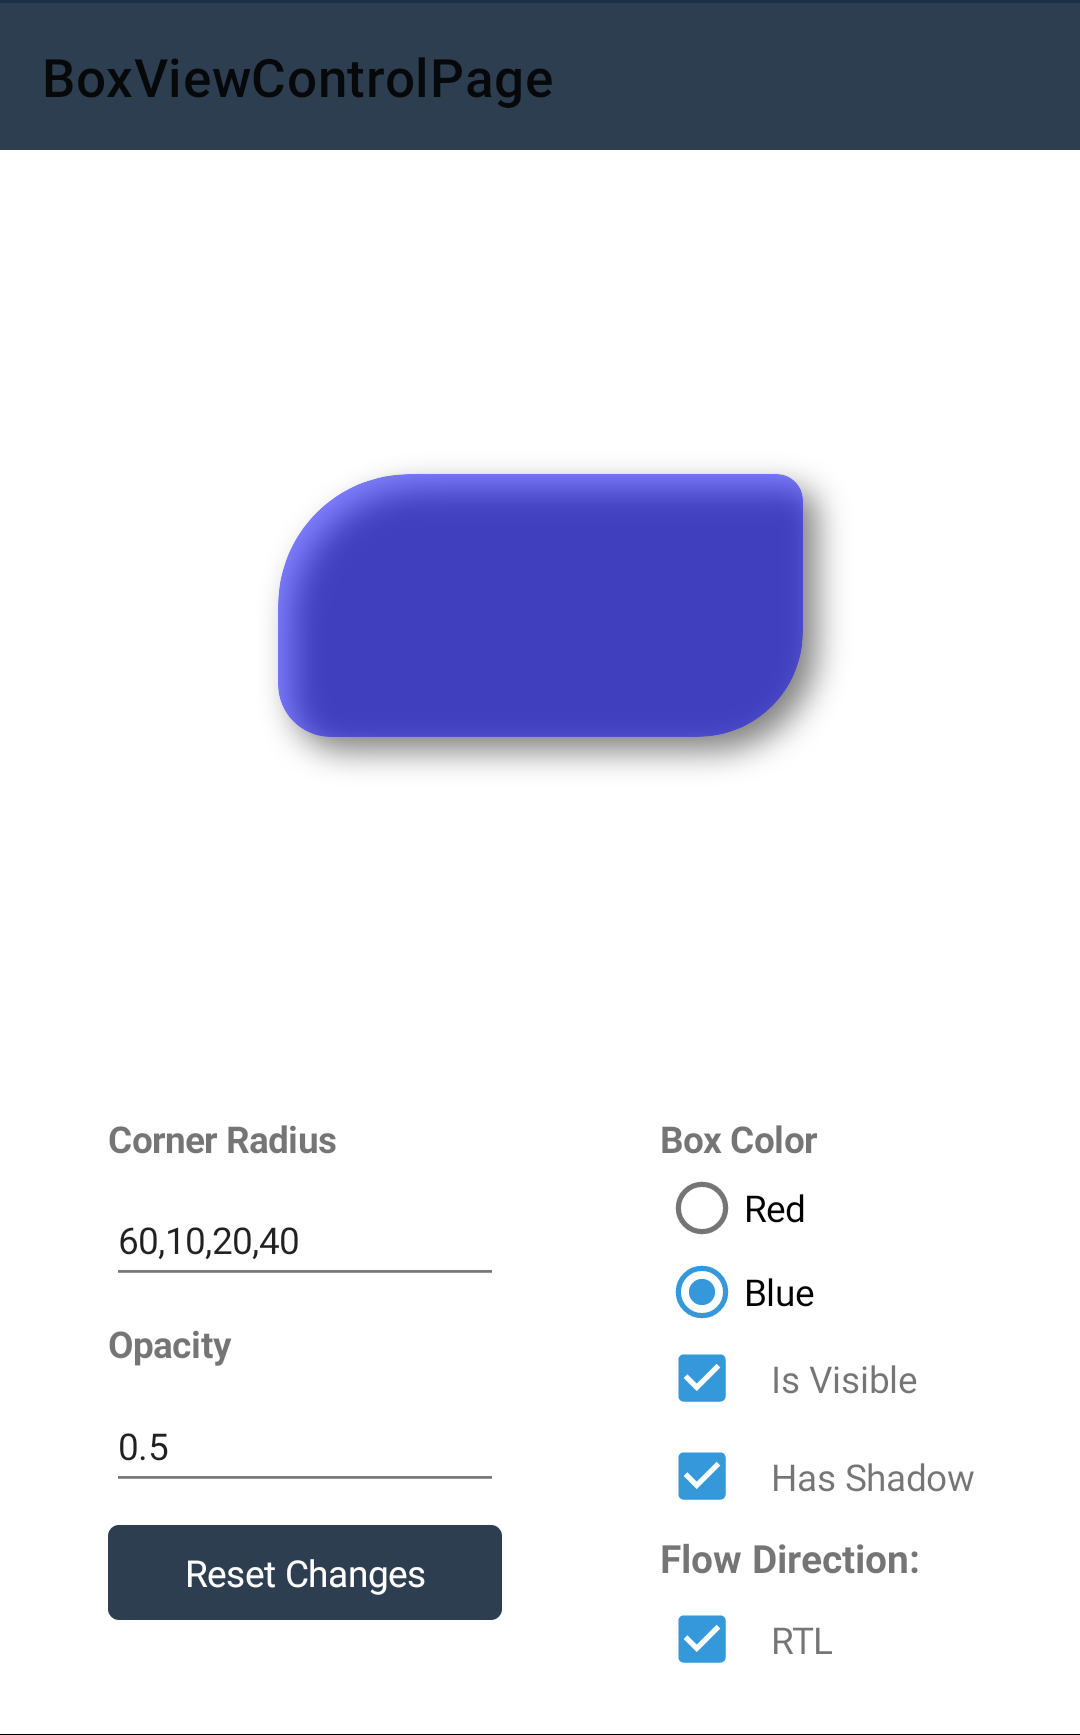 BoxViewControlPage
Corner Radius
60,10,20,40
Opacity
0.5
Reset Changes
Box Color
Red
Blue
Is Visible
Has Shadow
Flow Direction:
RTL